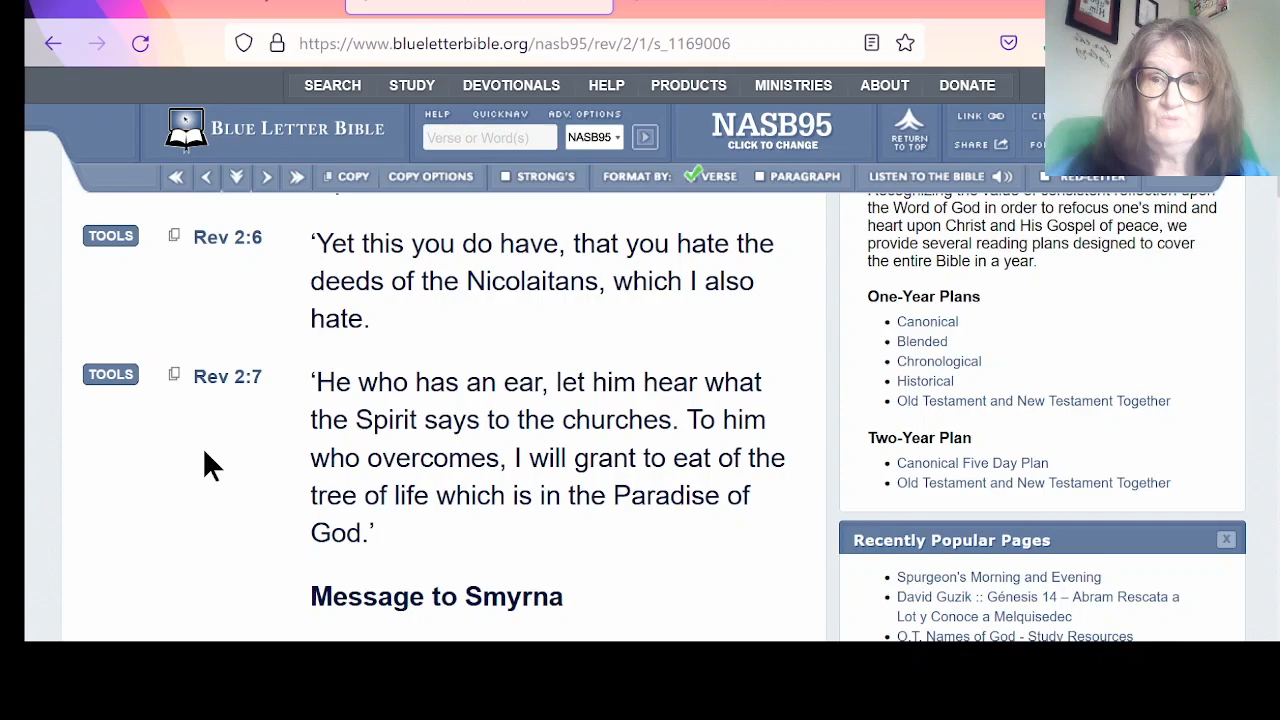 https://www.blueletterbible.org/nasb95/rev/2/1/s_1169006
SEARCH STUDY DEVOTIONALS HELP PRODUCTS MINISTRIES ABOUT DONATE
BLUE LETTER BIBLE
HELP QUICKNAV ADV. OPTIONS
Verse or Word(s) NASB95
NASB95
CLICK TO CHANGE
RETURN
TO TOP
LINK
SHARE
COPY COPY OPTIONS STRONG'S FORMAT BY: VERSE PARAGRAPH LISTEN TO THE BIBLE RED-LETTER
TOOLS Rev 2:6 ‘Yet this you do have, that you hate the
deeds of the Nicolaitans, which I also
hate.
TOOLS Rev 2:7 ‘He who has an ear, let him hear what
the Spirit says to the churches. To him
who overcomes, I will grant to eat of the
tree of life which is in the Paradise of
God.’
Message to Smyrna
Recognizing the value of consistent reflection upon
the Word of God in order to refocus one's mind and
heart upon Christ and His Gospel of peace, we
provide several reading plans designed to cover
the entire Bible in a year.
One-Year Plans
Canonical
Blended
Chronological
Historical
Old Testament and New Testament Together
Two-Year Plan
Canonical Five Day Plan
Old Testament and New Testament Together
Recently Popular Pages X
Spurgeon's Morning and Evening
David Guzik :: Génesis 14 – Abram Rescata a
Lot y Conoce a Melquisedec
O.T. Names of God - Study Resources